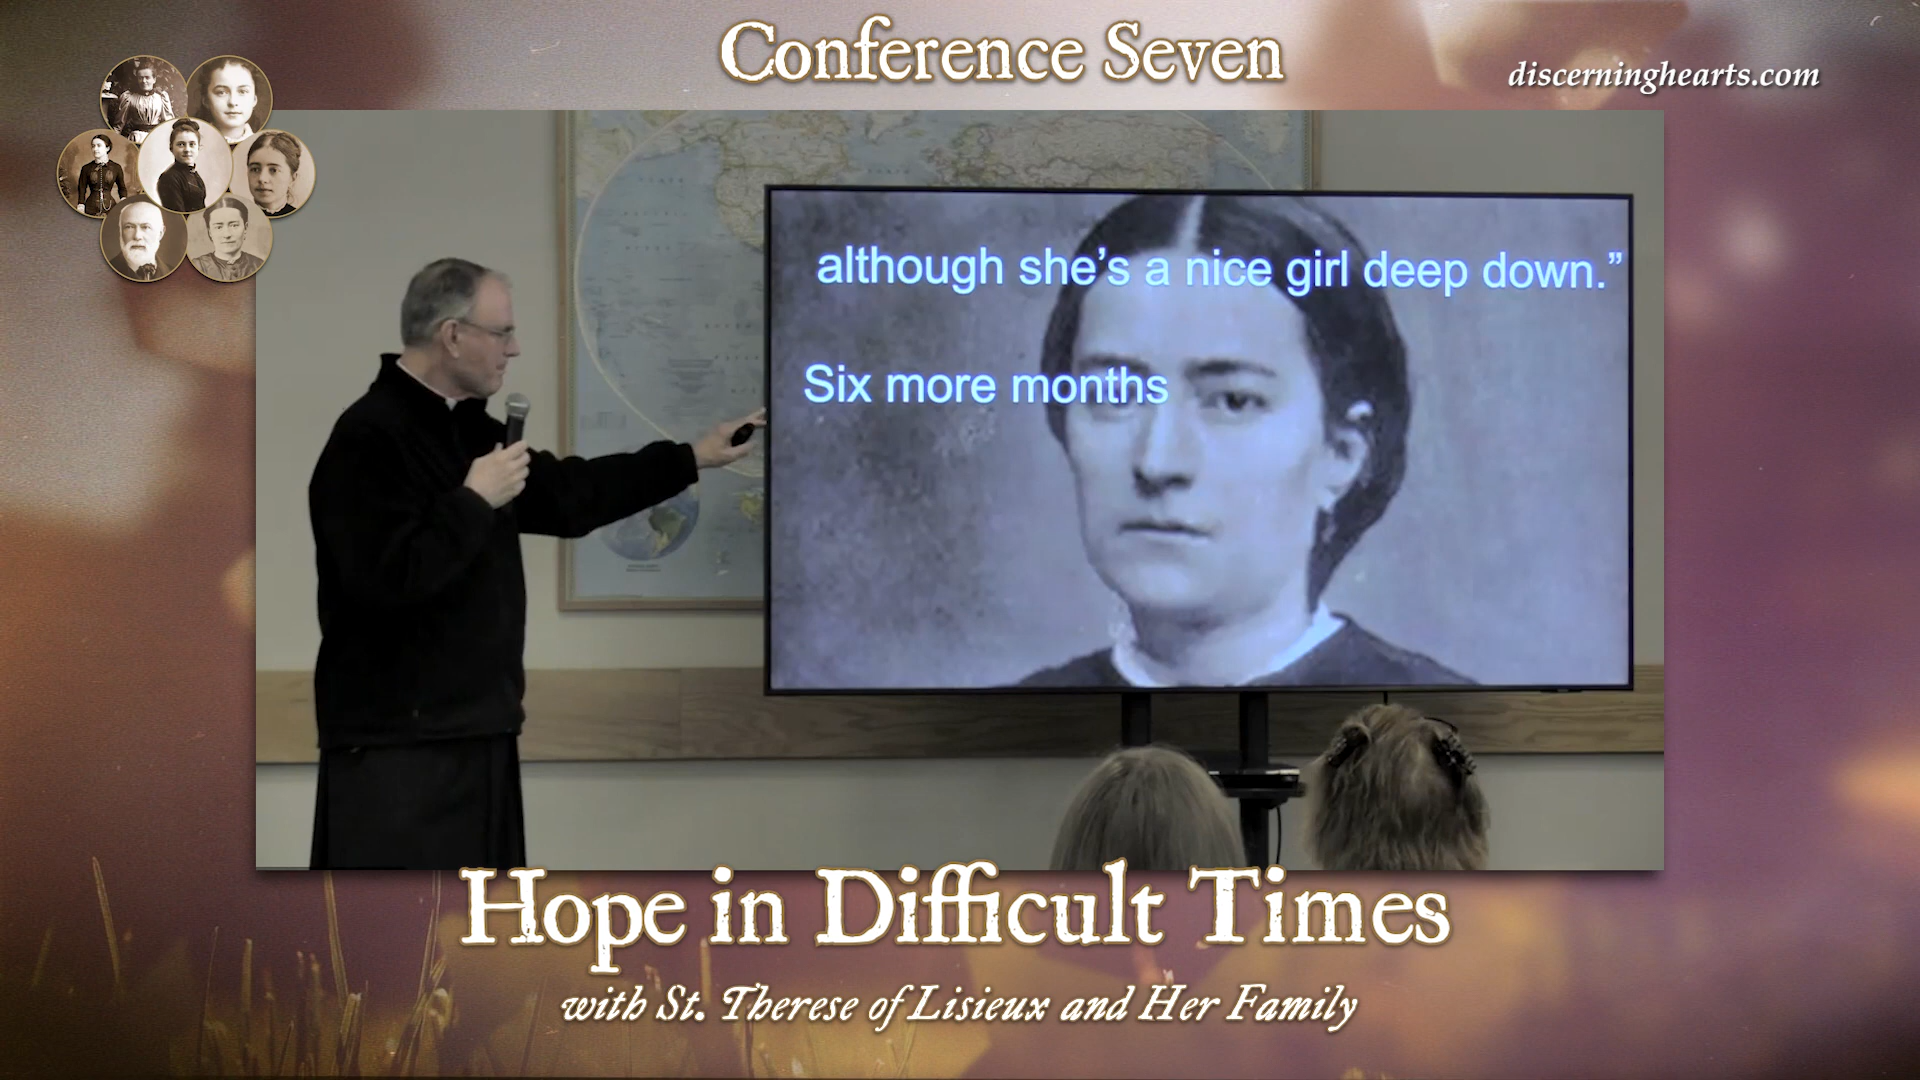 Conference Seven
discerninghearts.com
although she’s a nice girl deep down.”
Six more months
Hope in Difficult Times
with St. Therese of Lisieux and Her Family